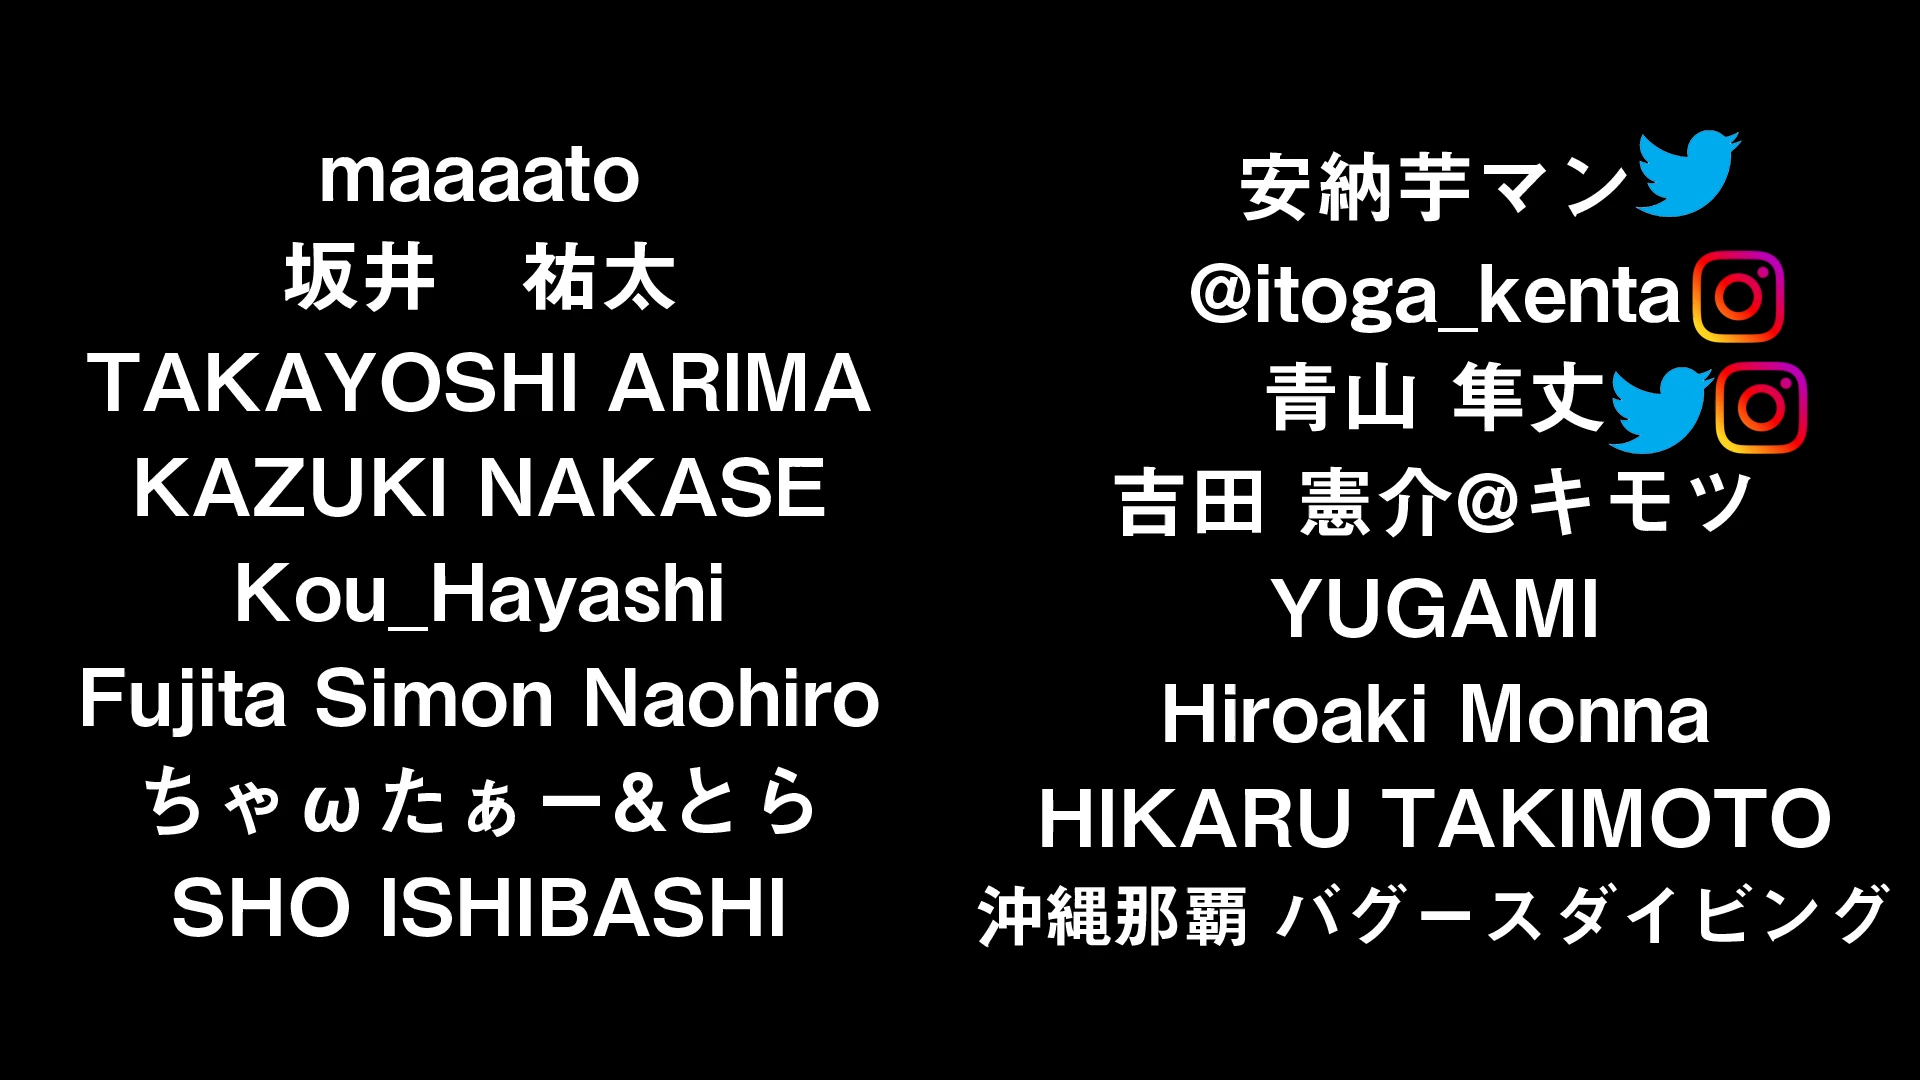 maaaato
坂井　祐太
TAKAYOSHI ARIMA
KAZUKI NAKASE
Kou_Hayashi
Fujita Simon Naohiro
ちゃωたぁー&とら
SHO ISHIBASHI
安納芋マン
@itoga_kenta
青山 隼丈
吉田 憲介@キモツ
YUGAMI
Hiroaki Monna
HIKARU TAKIMOTO
沖縄那覇 バグースダイビング